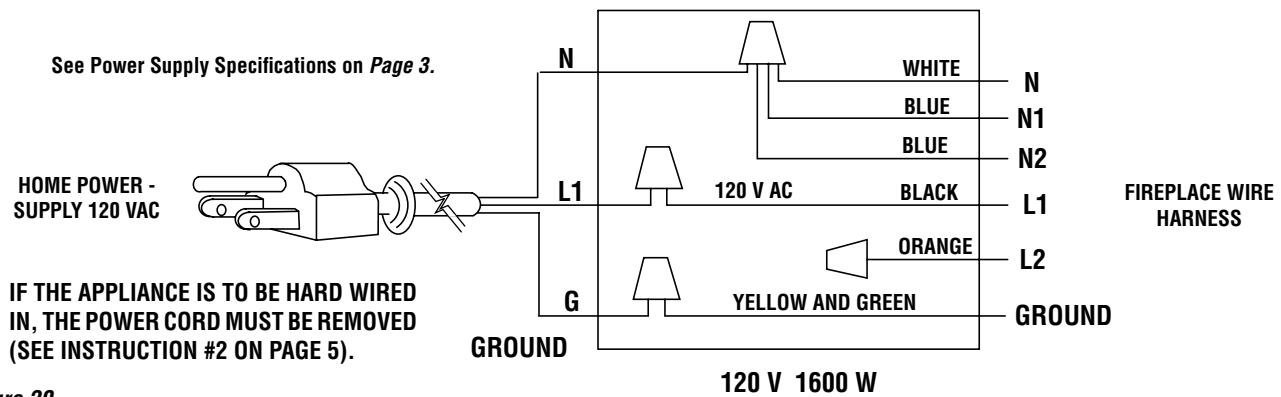 See Power Supply Specifications on Page 3.
N
WHITE
N
BLUE
N1
BLUE
N2
HOME POWER -
SUPPLY 120 VAC
L1
120 V AC
BLACK
L1
FIREPLACE WIRE
HARNESS
ORANGE
L2
IF THE APPLIANCE IS TO BE HARD WIRED
IN, THE POWER CORD MUST BE REMOVED
(SEE INSTRUCTION #2 ON PAGE 5).
G
YELLOW AND GREEN
GROUND
GROUND
120 V 1600 W